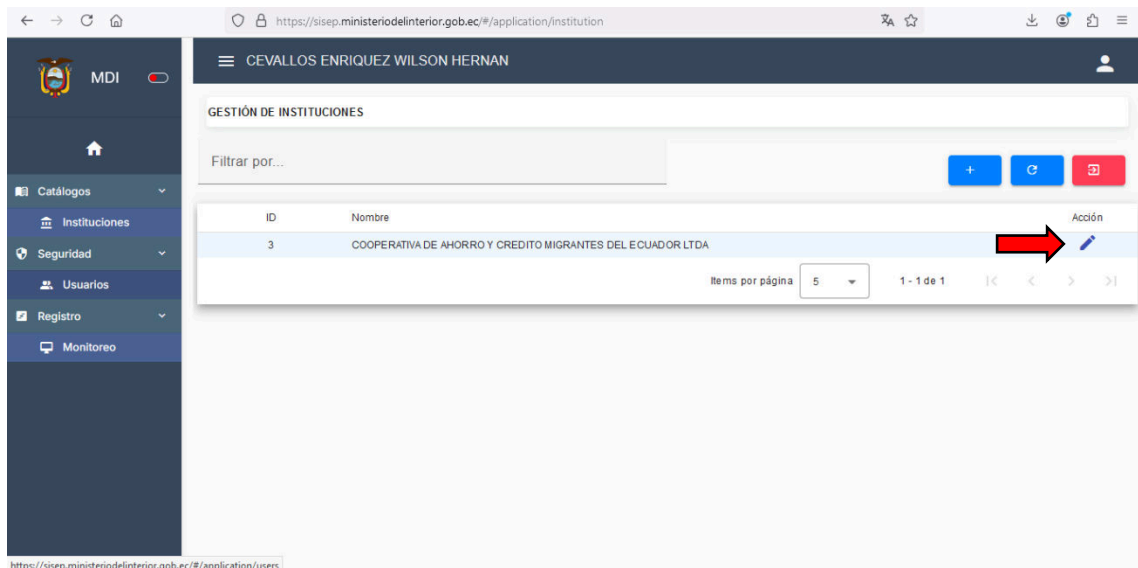 https://sisep.ministeriodelinterior.gob.ec/#/application/institution
MDI
CEVALLOS ENRIQUEZ WILSON HERNAN
GESTIÓN DE INSTITUCIONES
Filtrar por...
+
Catálogos
Instituciones
Seguridad
Usuarios
Registro
Monitoreo
ID Nombre Acción
3 COOPERATIVA DE AHORRO Y CREDITO MIGRANTES DEL ECUADOR LTDA
Items por página 5 1 - 1 de 1
https://sisep.ministeriodelinterior.gob.ec/#/application/users